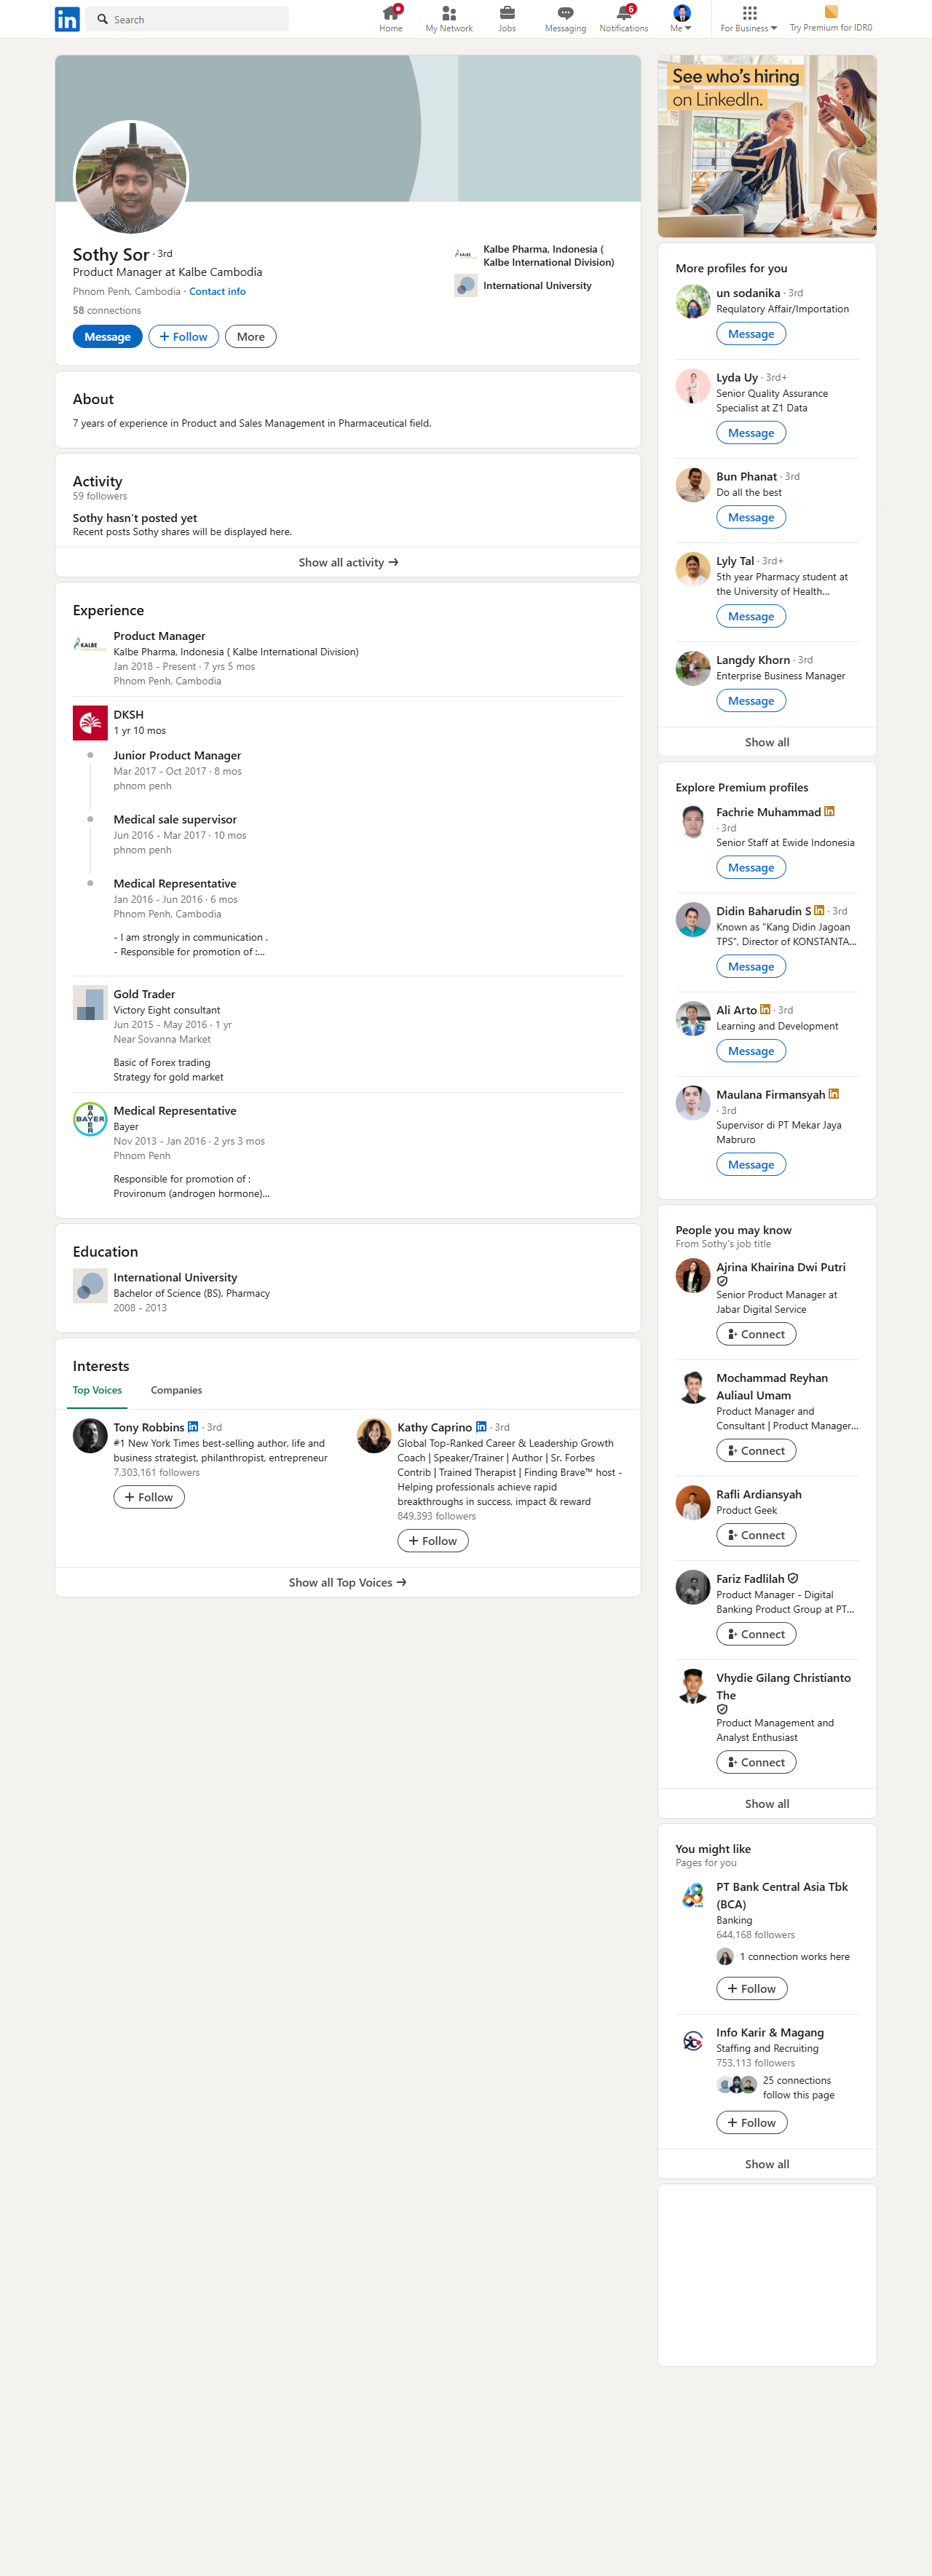 in
Search
Home
My Network
Jobs
Messaging
6
Notifications
Me
For Business
Try Premium for IDR0
See who's hiring
on LinkedIn.
Sothy Sor · 3rd
Product Manager at Kalbe Cambodia
Phnom Penh, Cambodia · Contact info
58 connections
Message
Follow
More
KALBE
Kalbe Pharma, Indonesia (
Kalbe International Division)
International University
About
7 years of experience in Product and Sales Management in Pharmaceutical field.
Activity
59 followers
Sothy hasn't posted yet
Recent posts Sothy shares will be displayed here.
Show all activity
Experience
KALBE
Product Manager
Kalbe Pharma, Indonesia ( Kalbe International Division)
Jan 2018 - Present · 7 yrs 5 mos
Phnom Penh, Cambodia
DKSH
1 yr 10 mos
Junior Product Manager
Mar 2017 - Oct 2017 · 8 mos
phnom penh
Medical sale supervisor
Jun 2016 - Mar 2017 · 10 mos
phnom penh
Medical Representative
Jan 2016 - Jun 2016 · 6 mos
Phnom Penh, Cambodia
- I am strongly in communication .
- Responsible for promotion of :...
Gold Trader
Victory Eight consultant
Jun 2015 - May 2016 · 1 yr
Near Sovanna Market
Basic of Forex trading
Strategy for gold market
BAYER
Medical Representative
Bayer
Nov 2013 - Jan 2016 · 2 yrs 3 mos
Phnom Penh
Responsible for promotion of :
Provironum (androgen hormone)...
Education
International University
Bachelor of Science (BS), Pharmacy
2008 - 2013
Interests
Top Voices
Companies
Tony Robbins in · 3rd
#1 New York Times best-selling author, life and
business strategist, philanthropist, entrepreneur
7,303,161 followers
Follow
Kathy Caprino in · 3rd
Global Top-Ranked Career & Leadership Growth
Coach | Speaker/Trainer | Author | Sr. Forbes
Contrib | Trained Therapist | Finding Brave™ host -
Helping professionals achieve rapid
breakthroughs in success, impact & reward
849,393 followers
Follow
Show all Top Voices
More profiles for you
un sodanika · 3rd
Requlatory Affair/Importation
Message
Lyda Uy · 3rd+
Senior Quality Assurance
Specialist at Z1 Data
Message
Bun Phanat · 3rd
Do all the best
Message
Lyly Tal · 3rd+
5th year Pharmacy student at
the University of Health...
Message
Langdy Khorn · 3rd
Enterprise Business Manager
Message
Show all
Explore Premium profiles
Fachrie Muhammad in
· 3rd
Senior Staff at Ewide Indonesia
Message
Didin Baharudin S in · 3rd
Known as "Kang Didin Jagoan
TPS", Director of KONSTANTA...
Message
Ali Arto in · 3rd
Learning and Development
Message
Maulana Firmansyah in
· 3rd
Supervisor di PT Mekar Jaya
Mabruro
Message
People you may know
From Sothy's job title
Ajrina Khairina Dwi Putri
Senior Product Manager at
Jabar Digital Service
Connect
Mochammad Reyhan
Auliaul Umam
Product Manager and
Consultant | Product Manager...
Connect
Rafli Ardiansyah
Product Geek
Connect
Fariz Fadlilah
Product Manager - Digital
Banking Product Group at PT...
Connect
Vhydie Gilang Christianto
The
Product Management and
Analyst Enthusiast
Connect
Show all
You might like
Pages for you
PT Bank Central Asia Tbk
(BCA)
Banking
644,168 followers
1 connection works here
Follow
Info Karir & Magang
Staffing and Recruiting
753,113 followers
25 connections
follow this page
Follow
Show all